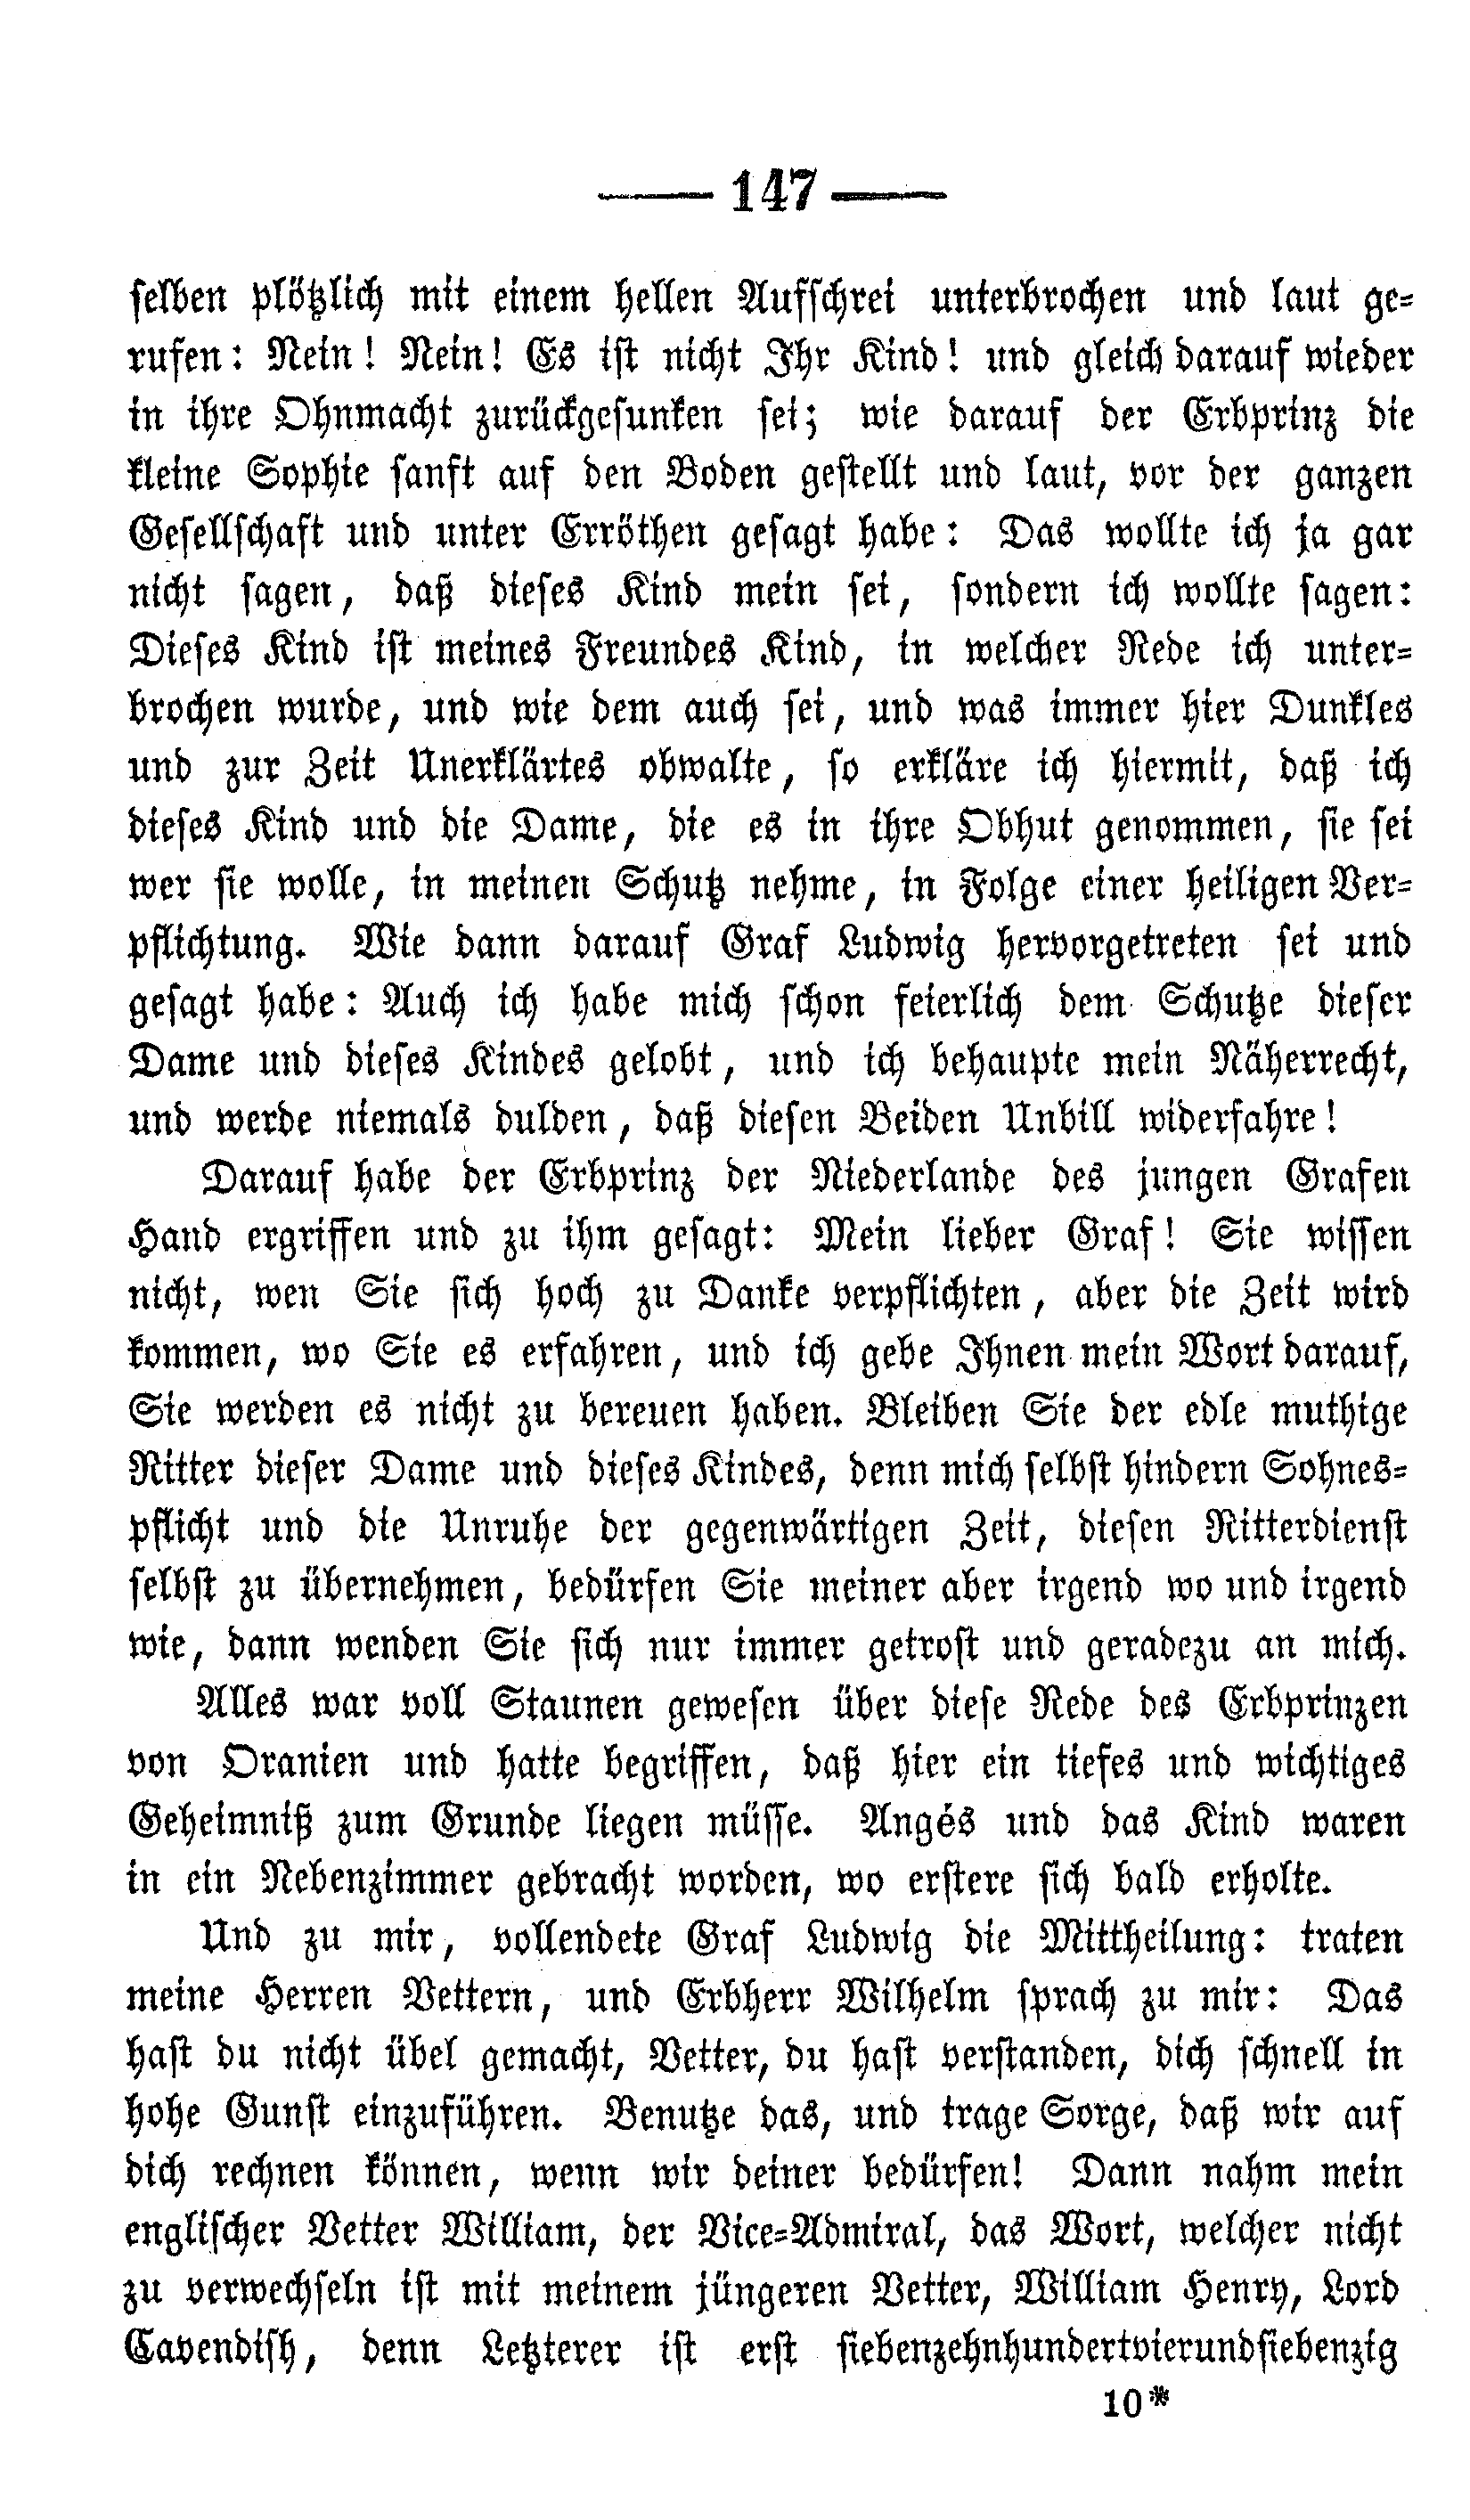 — 147 —
selben plötzlich mit einem hellen Aufschrei unterbrochen und laut ge-
rufen: Nein! Nein! Es ist nicht Ihr Kind! und gleich darauf wieder
in ihre Ohnmacht zurückgesunken sei; wie darauf der Erbprinz die
kleine Sophie sanft auf den Boden gestellt und laut, vor der ganzen
Gesellschaft und unter Erröthen gesagt habe: Das wollte ich ja gar
nicht sagen, daß dieses Kind mein sei, sondern ich wollte sagen:
Dieses Kind ist meines Freundes Kind, in welcher Rede ich unter-
brochen wurde, und wie dem auch sei, und was immer hier Dunkles
und zur Zeit Unerklärtes obwalte, so erkläre ich hiermit, daß ich
dieses Kind und die Dame, die es in ihre Obhut genommen, sie sei
wer sie wolle, in meinen Schutz nehme, in Folge einer heiligen Ver-
pflichtung. Wie dann darauf Graf Ludwig hervorgetreten sei und
gesagt habe: Auch ich habe mich schon feierlich dem Schutze dieser
Dame und dieses Kindes gelobt, und ich behaupte mein Näherrecht,
und werde niemals dulden, daß diesen Beiden Unbill widerfahre!
Darauf habe der Erbprinz der Niederlande des jungen Grafen
Hand ergriffen und zu ihm gesagt: Mein lieber Graf! Sie wissen
nicht, wen Sie sich hoch zu Danke verpflichten, aber die Zeit wird
kommen, wo Sie es erfahren, und ich gebe Ihnen mein Wort darauf,
Sie werden es nicht zu bereuen haben. Bleiben Sie der edle muthige
Ritter dieser Dame und dieses Kindes, denn mich selbst hindern Sohnes-
pflicht und die Unruhe der gegenwärtigen Zeit, diesen Ritterdienst
selbst zu übernehmen, bedürfen Sie meiner aber irgend wo und irgend
wie, dann wenden Sie sich nur immer getrost und geradezu an mich.
Alles war voll Staunen gewesen über diese Rede des Erbprinzen
von Oranien und hatte begriffen, daß hier ein tiefes und wichtiges
Geheimniß zum Grunde liegen müsse. Angés und das Kind waren
in ein Nebenzimmer gebracht worden, wo erstere sich bald erholte.
Und zu mir, vollendete Graf Ludwig die Mittheilung: traten
meine Herren Vettern, und Erbherr Wilhelm sprach zu mir: Das
hast du nicht übel gemacht, Vetter, du hast verstanden, dich schnell in
hohe Gunst einzuführen. Benutze das, und trage Sorge, daß wir auf
dich rechnen können, wenn wir deiner bedürfen! Dann nahm mein
englischer Vetter William, der Vice-Admiral, das Wort, welcher nicht
zu verwechseln ist mit meinem jüngeren Vetter, William Henry, Lord
Cavendish, denn Letzterer ist erst siebenzehnhundertvierundsiebenzig
10*